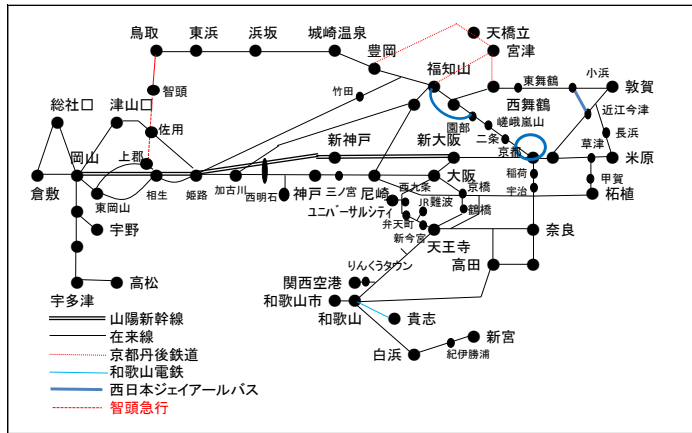 鳥取
東浜
浜坂
城崎温泉
豊岡
天橋立
宮津
福知山
東舞鶴
小浜
敦賀
西舞鶴
近江今津
長浜
智頭
竹田
園部
嵯峨嵐山
二条
京都
草津
米原
総社口
津山口
佐用
上郡
新神戸
新大阪
稲荷
宇治
甲賀
柘植
倉敷
岡山
東岡山
相生
姫路
加古川
西明石
神戸
三ノ宮
尼崎
大阪
西九条
京橋
ユニバーサルシティ
JR難波
鶴橋
弁天町
新今宮
天王寺
奈良
高田
宇野
宇多津
高松
りんくうタウン
関西空港
和歌山市
和歌山
貴志
白浜
紀伊勝浦
新宮
山陽新幹線
在来線
京都丹後鉄道
和歌山電鉄
西日本ジェイアールバス
智頭急行